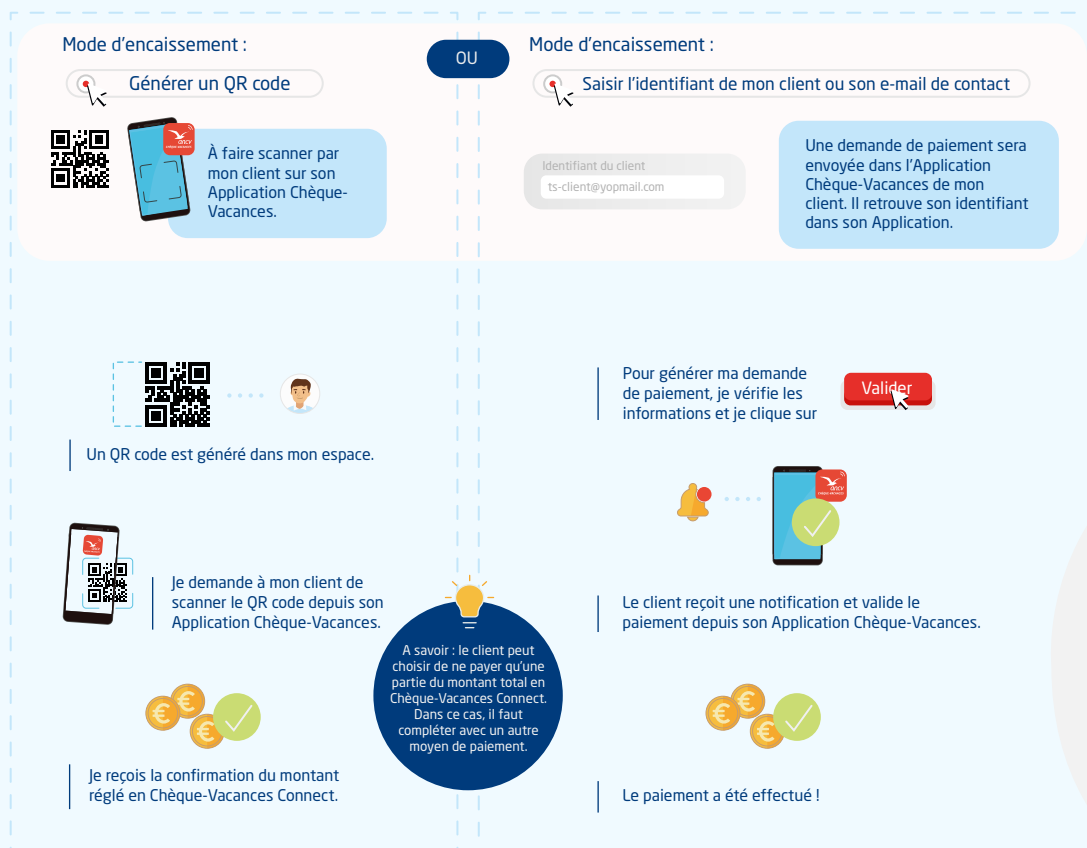 Mode d'encaissement :
Générer un QR code
ancv
À faire scanner par
mon client sur son
Application Chèque-
Vacances.
OU
Mode d'encaissement :
Saisir l'identifiant de mon client ou son e-mail de contact
Identifiant du client
ts-client@yopmail.com
Une demande de paiement sera
envoyée dans l'Application
Chèque-Vacances de mon
client. Il retrouve son identifiant
dans son Application.
Un QR code est généré dans mon espace.
Je demande à mon client de
scanner le QR code depuis son
Application Chèque-Vacances.
Je reçois la confirmation du montant
réglé en Chèque-Vacances Connect.
A savoir : le client peut
choisir de ne payer qu'une
partie du montant total en
Chèque-Vacances Connect.
Dans ce cas, il faut
compléter avec un autre
moyen de paiement.
Pour générer ma demande
de paiement, je vérifie les
informations et je clique sur
Valider
ancv
Le client reçoit une notification et valide le
paiement depuis son Application Chèque-Vacances.
Le paiement a été effectué !